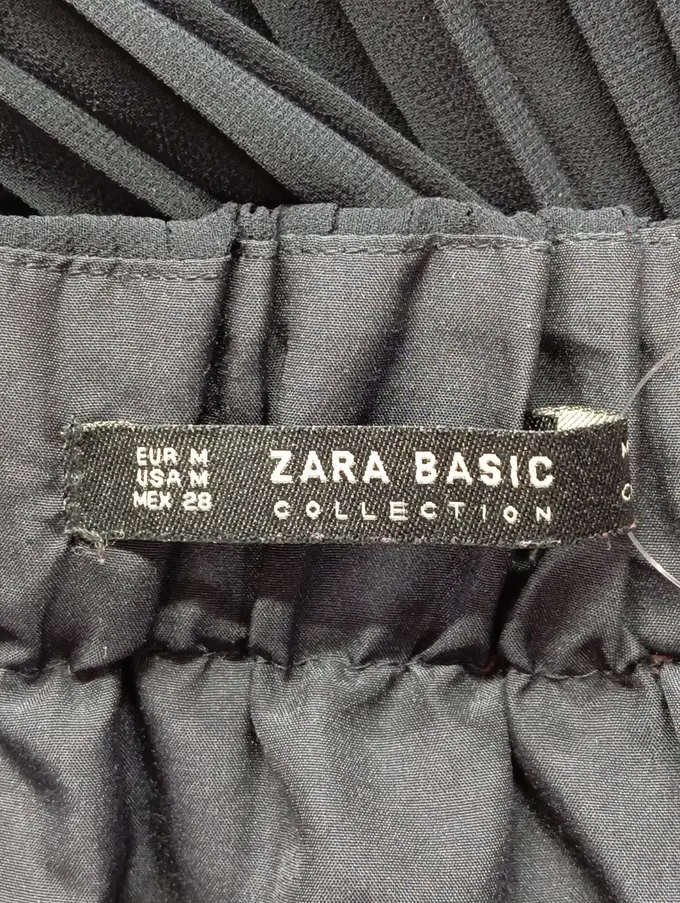 EUR M
USA M
MEX 28
ZARA BASIC
COLLECTION